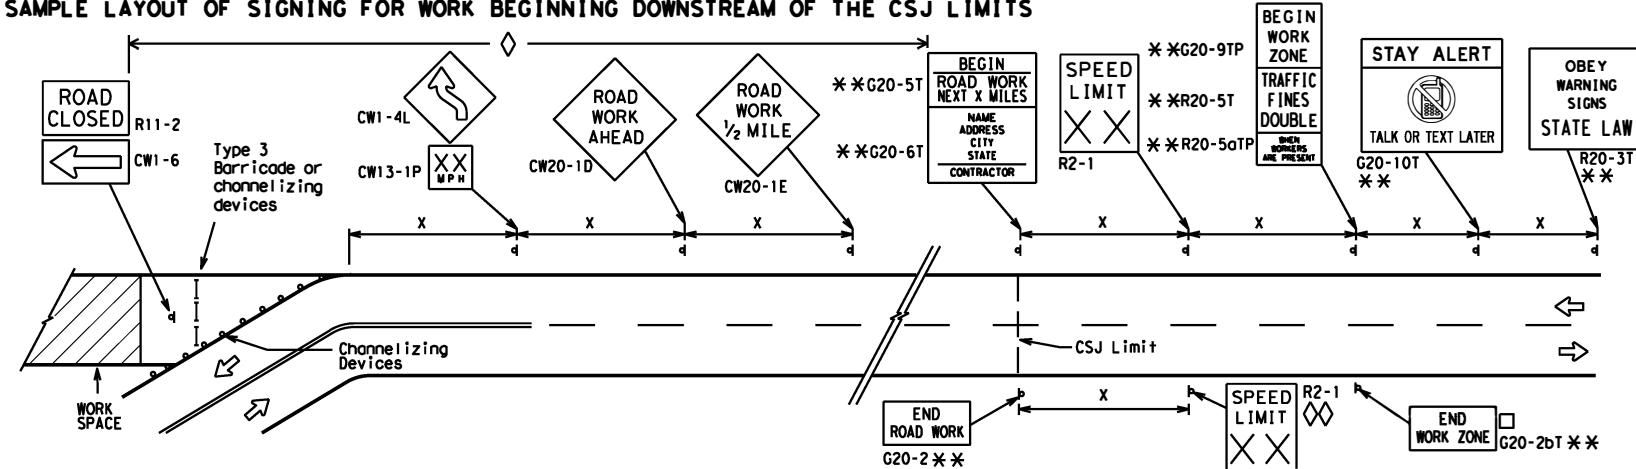 SAMPLE LAYOUT OF SIGNING FOR WORK BEGINNING DOWNSTREAM OF THE CSJ LIMITS
ROAD
CLOSED
R11-2
CW1-6
Type 3
Barricade or
channelizing
devices
CW1-4L
CW13-1P
XX
MPH
ROAD
WORK
AHEAD
CW20-1D
ROAD
WORK
1/2 MILE
CW20-1E
**G20-5T
BEGIN
ROAD WORK
NEXT X MILES
**G20-6T
NAME
ADDRESS
CITY
STATE
CONTRACTOR
SPEED
LIMIT
XX
R2-1
**G20-9TP
**R20-5T
**R20-5aTP
BEGIN
WORK
ZONE
TRAFFIC
FINES
DOUBLE
WHEN
WORKERS
ARE PRESENT
STAY ALERT
TALK OR TEXT LATER
G20-10T
**
OBEY
WARNING
SIGNS
STATE LAW
R20-3T
**
X
X
X
X
X
X
X
Channelizing
Devices
CSJ Limit
WORK
SPACE
END
ROAD WORK
G20-2**
X
SPEED
LIMIT
XX
R2-1
END
WORK ZONE
G20-2bT**